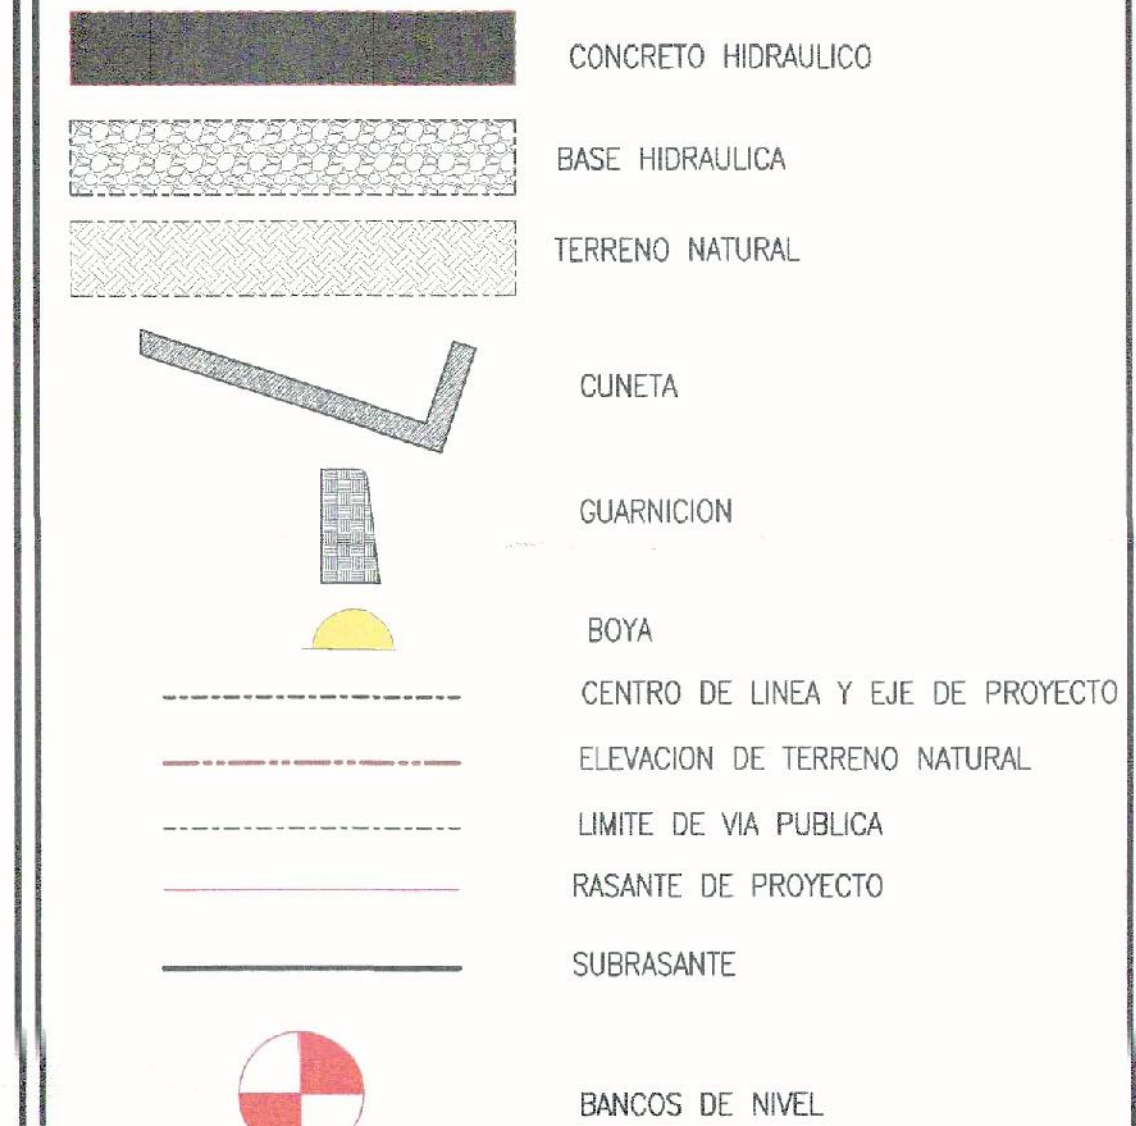 CONCRETO HIDRAULICO
BASE HIDRAULICA
TERRENO NATURAL
CUNETA
GUARNICION
BOYA
CENTRO DE LINEA Y EJE DE PROYECTO
ELEVACION DE TERRENO NATURAL
LIMITE DE VIA PUBLICA
RASANTE DE PROYECTO
SUBRASANTE
BANCOS DE NIVEL